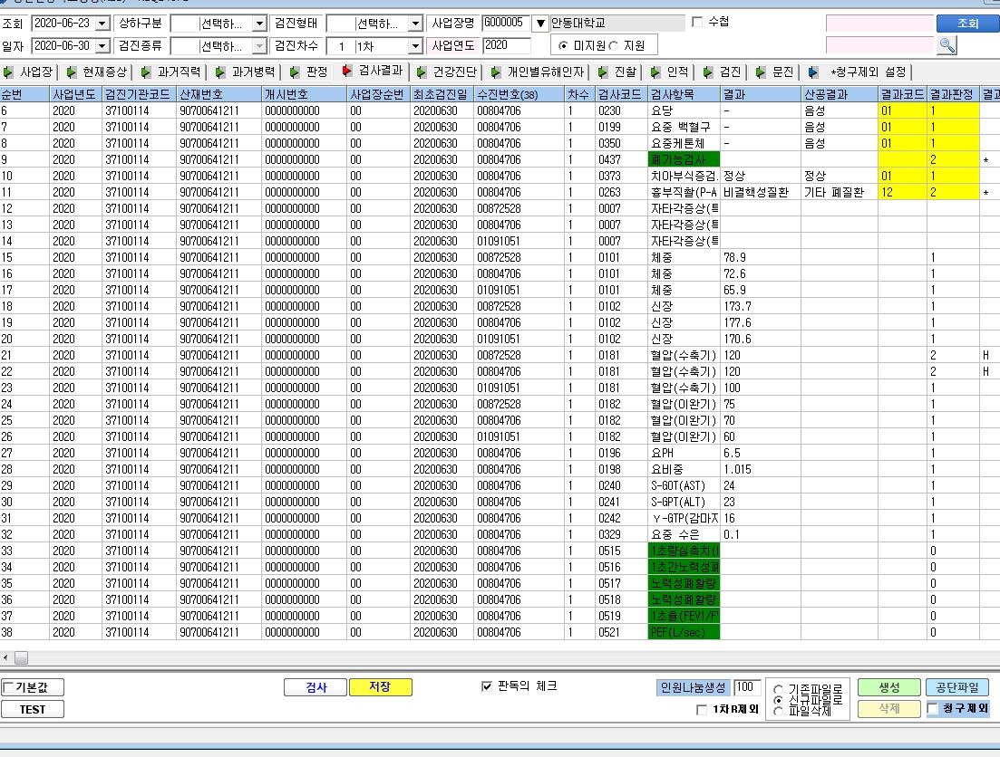 조회 2020-06-23 상하구분 선택하... 검진형태 선택하... 사업장명 6000005 안동대학교 수첩 조회
일자 2020-06-30 검진종류 선택하... 검진차수 1 1차 사업연도 2020 미지원 지원
사업장 현재증상 과거직력 과거병력 판정 검사결과 건강진단 개인별유해인자 진찰 인적 검진 문진 *청구제외 설정
순번 사업년도 검진기관코드 산재번호 개시번호 사업장순번 최초검진일 수진번호(38) 차수 검사코드 검사항목 결과 산공결과 결과코드 결과판정 결과
6 2020 37100114 90700641211 0000000000 00 20200630 00804706 1 0230 요당 - 음성 01 1
7 2020 37100114 90700641211 0000000000 00 20200630 00804706 1 0199 요중 백혈구 - 음성 01 1
8 2020 37100114 90700641211 0000000000 00 20200630 00804706 1 0350 요중케톤체 - 음성 01 1
9 2020 37100114 90700641211 0000000000 00 20200630 00804706 1 0437 폐기능검사 2 *
10 2020 37100114 90700641211 0000000000 00 20200630 00804706 1 0373 치아부식증검. 정상 정상 01 1
11 2020 37100114 90700641211 0000000000 00 20200630 00804706 1 0263 흉부직촬(P-A 비결핵성질환 기타 폐질환 12 2 *
12 2020 37100114 90700641211 0000000000 00 20200630 00872528 1 0007 자타각증상(특
13 2020 37100114 90700641211 0000000000 00 20200630 00804706 1 0007 자타각증상(특
14 2020 37100114 90700641211 0000000000 00 20200630 01091051 1 0007 자타각증상(특
15 2020 37100114 90700641211 0000000000 00 20200630 00872528 1 0101 체중 78.9 1
16 2020 37100114 90700641211 0000000000 00 20200630 00804706 1 0101 체중 72.6 1
17 2020 37100114 90700641211 0000000000 00 20200630 01091051 1 0101 체중 65.9 1
18 2020 37100114 90700641211 0000000000 00 20200630 00872528 1 0102 신장 173.7 1
19 2020 37100114 90700641211 0000000000 00 20200630 00804706 1 0102 신장 177.6 1
20 2020 37100114 90700641211 0000000000 00 20200630 01091051 1 0102 신장 170.6 1
21 2020 37100114 90700641211 0000000000 00 20200630 00872528 1 0181 혈압(수축기) 120 2 H
22 2020 37100114 90700641211 0000000000 00 20200630 00804706 1 0181 혈압(수축기) 120 2 H
23 2020 37100114 90700641211 0000000000 00 20200630 01091051 1 0181 혈압(수축기) 100 1
24 2020 37100114 90700641211 0000000000 00 20200630 00872528 1 0182 혈압(이완기) 75 1
25 2020 37100114 90700641211 0000000000 00 20200630 00804706 1 0182 혈압(이완기) 70 1
26 2020 37100114 90700641211 0000000000 00 20200630 01091051 1 0182 혈압(이완기) 60 1
27 2020 37100114 90700641211 0000000000 00 20200630 00804706 1 0196 요PH 6.5 1
28 2020 37100114 90700641211 0000000000 00 20200630 00804706 1 0198 요비중 1.015 1
29 2020 37100114 90700641211 0000000000 00 20200630 00804706 1 0240 S-GOT(AST) 24 1
30 2020 37100114 90700641211 0000000000 00 20200630 00804706 1 0241 S-GPT(ALT) 23 1
31 2020 37100114 90700641211 0000000000 00 20200630 00804706 1 0242 Y-GTP(감마지 16 1
32 2020 37100114 90700641211 0000000000 00 20200630 00804706 1 0329 요중 수은 0.1 1
33 2020 37100114 90700641211 0000000000 00 20200630 00804706 1 0515 1초량실측치( 0
34 2020 37100114 90700641211 0000000000 00 20200630 00804706 1 0516 1초간노력성폐 0
35 2020 37100114 90700641211 0000000000 00 20200630 00804706 1 0517 노력성폐활량 0
36 2020 37100114 90700641211 0000000000 00 20200630 00804706 1 0518 노력성폐활량 0
37 2020 37100114 90700641211 0000000000 00 20200630 00804706 1 0519 1초율(FEV1/F 0
38 2020 37100114 90700641211 0000000000 00 20200630 00804706 1 0521 PEF(L/sec) 0
기본값 검사 저장 판독의 체크 인원나눔생성 100 기존파일로 생성 공단파일
신규파일로
TEST 1차R제외 파일삭제 삭제 청구제외